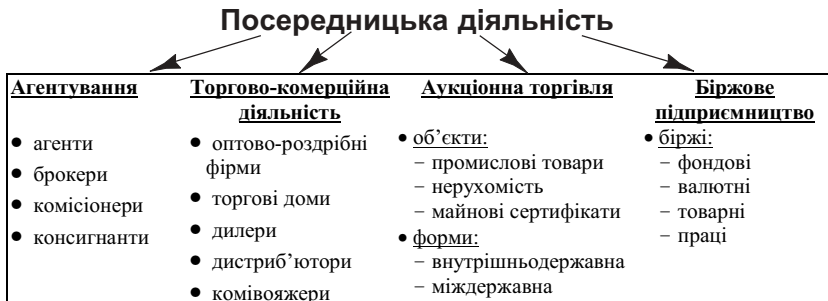 Посередницька діяльність
Агентування
● агенти
● брокери
● комісіонери
● консигнанти
Торгово-комерційна
діяльність
● оптово-роздрібні
фірми
● торгові доми
● дилери
● дистриб’ютори
● комівояжери
Аукціонна торгівля
● об’єкти:
− промислові товари
− нерухомість
− майнові сертифікати
● форми:
− внутрішньодержавна
− міждержавна
Біржове
підприємництво
● біржі:
− фондові
− валютні
− товарні
− праці